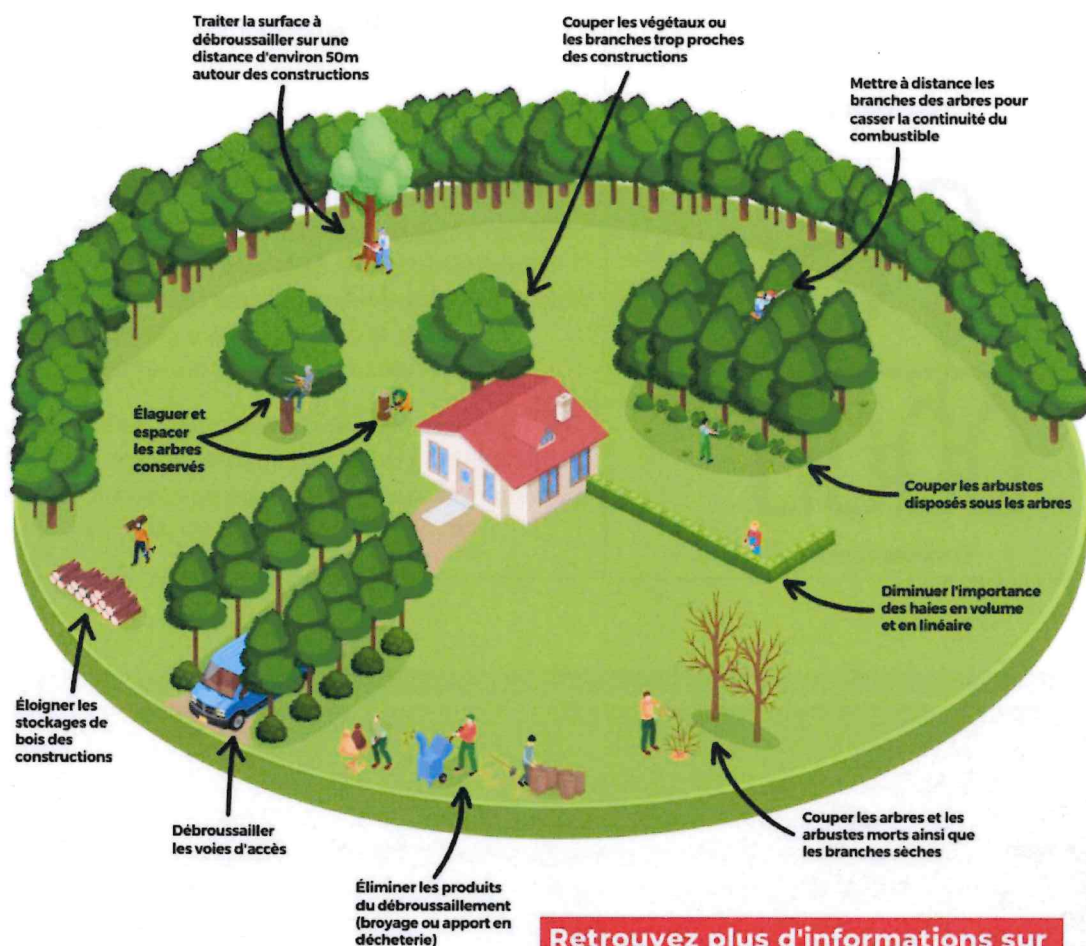 Traiter la surface à
débroussailler sur une
distance d'environ 50m
autour des constructions
Couper les végétaux ou
les branches trop proches
des constructions
Mettre à distance les
branches des arbres pour
casser la continuité du
combustible
Élaguer et
espacer
les arbres
conservés
Couper les arbustes
disposés sous les arbres
Diminuer l'importance
des haies en volume
et en linéaire
Éloigner les
stockages de
bois des
constructions
Débroussailler
les voies d'accès
Couper les arbres et les
arbustes morts ainsi que
les branches sèches
Éliminer les produits
du débroussaillement
(broyage ou apport en
décheterie)
Retrouvez plus d'informations sur